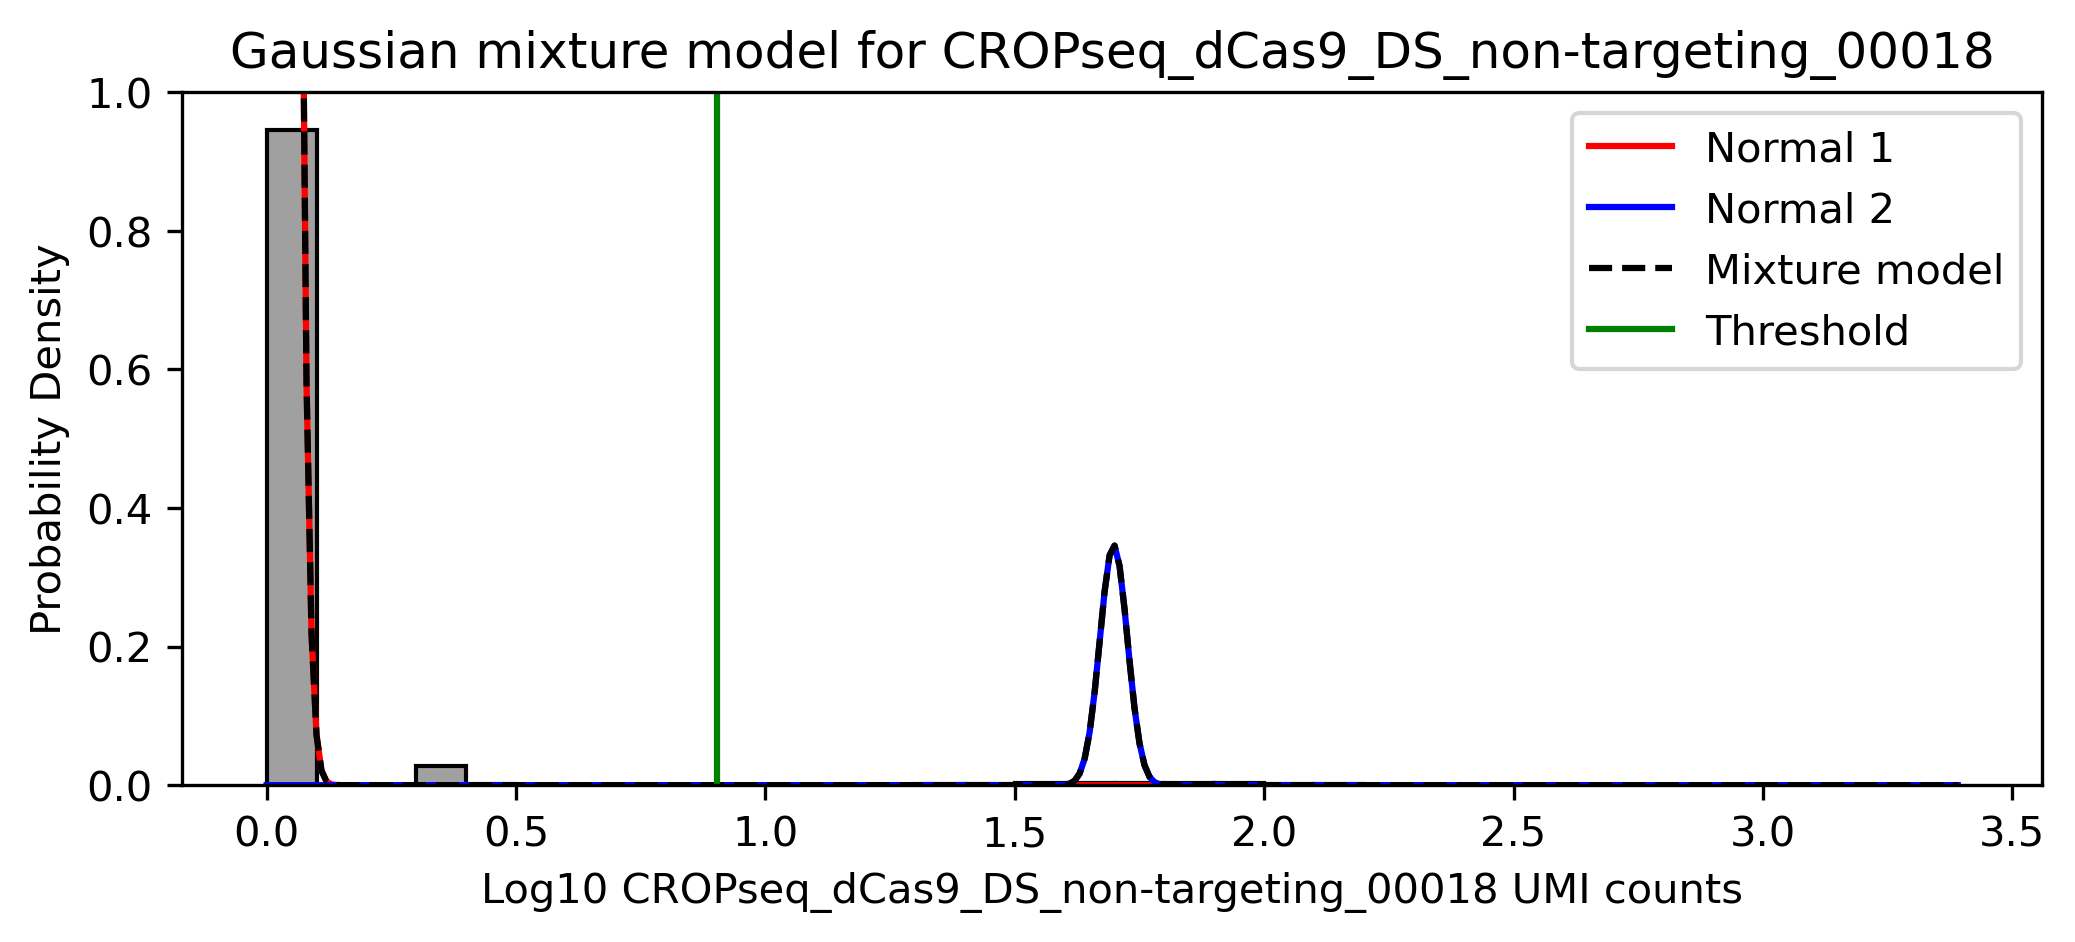 Gaussian mixture model for CROPseq_dCas9_DS_non-targeting_00018
1.0
0.8
0.6
0.4
0.2
0.0
Probability Density
Normal 1
Normal 2
Mixture model
Threshold
0.0 0.5 1.0 1.5 2.0 2.5 3.0 3.5
Log10 CROPseq_dCas9_DS_non-targeting_00018 UMI counts